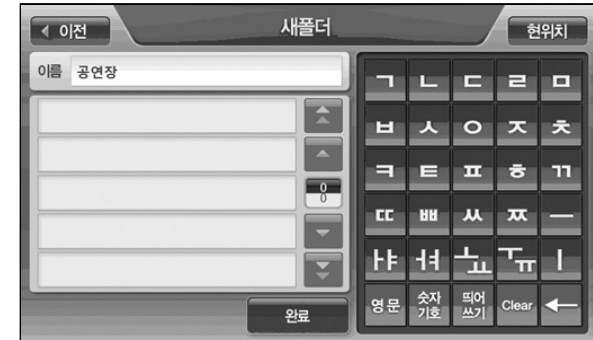 이전 새폴더 현위치
이름 공연장
ㄱ ㄴ ㄷ ㄹ ㅁ
ㅂ ㅅ ㅇ ㅈ ㅊ
ㅋ ㅌ ㅍ ㅎ ㄲ
0
0
ㄸ ㅃ ㅆ ㅉ ㅡ
ㅏㅑ ㅓㅕ ㅗㅛ ㅜㅠ ㅣ
영문 숫자 기호 띄어 쓰기 Clear ←
완료